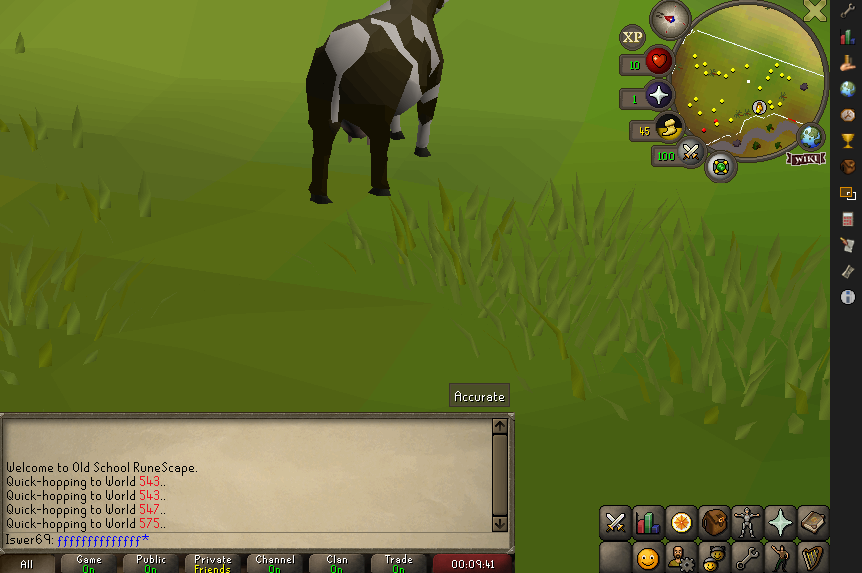 XP
10
1
45
100
WIKI
Accurate
Welcome to Old School RuneScape.
Quick-hopping to World 543..
Quick-hopping to World 543..
Quick-hopping to World 547..
Quick-hopping to World 575..
Iswer69: ffffffffffffff*
All
Game
On
Public
On
Private
Friends
Channel
On
Clan
On
Trade
On
00:09:41